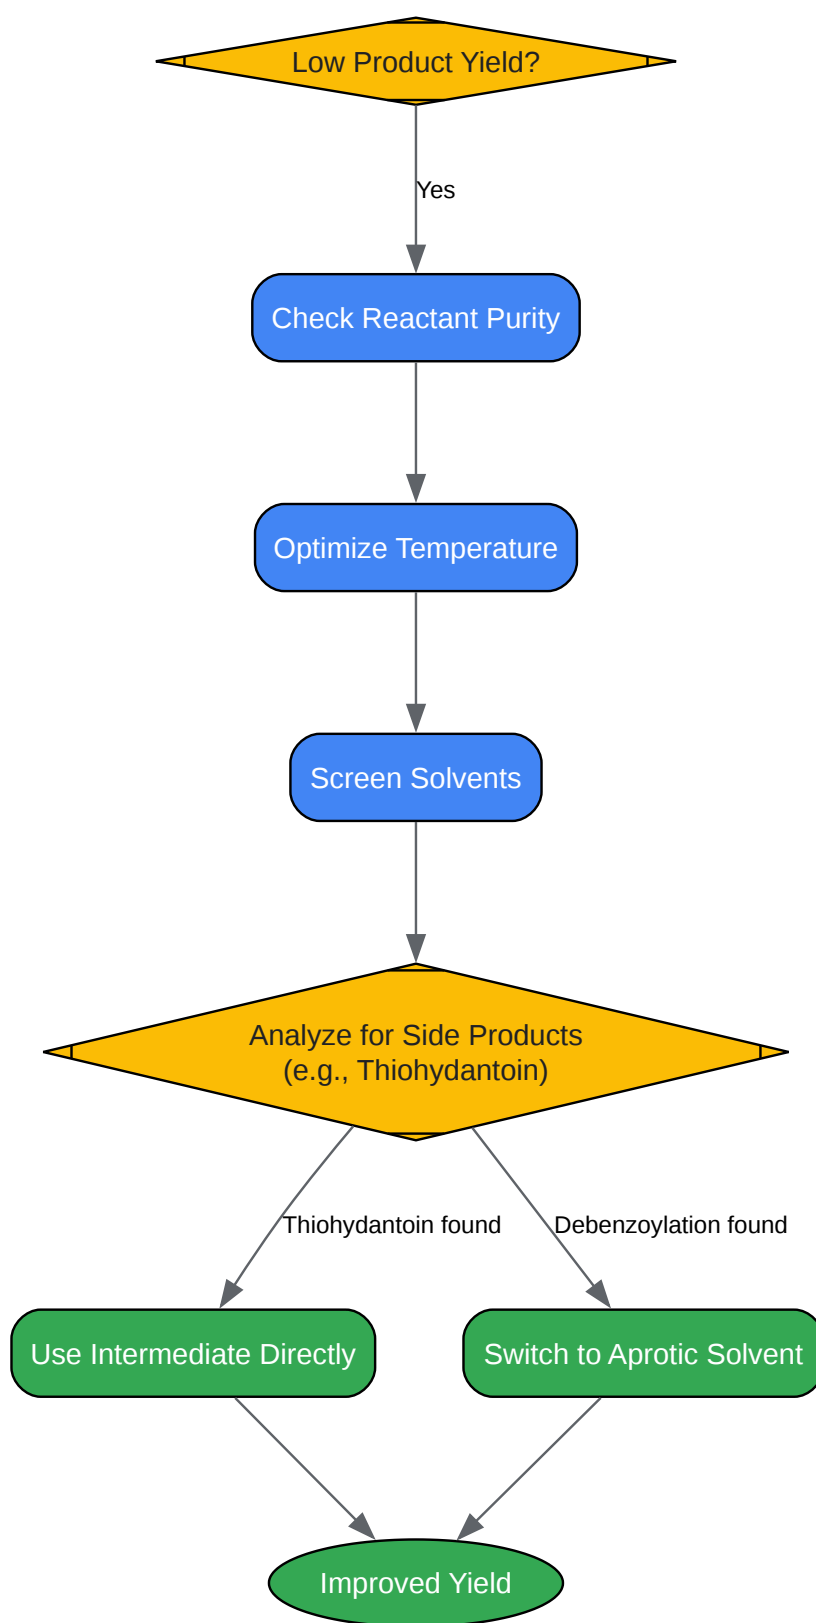 Low Product Yield?
Yes
Check Reactant Purity
Optimize Temperature
Screen Solvents
Analyze for Side Products
(e.g., Thiohydantoin)
Thiohydantoin found
Debenzoylation found
Use Intermediate Directly
Switch to Aprotic Solvent
Improved Yield